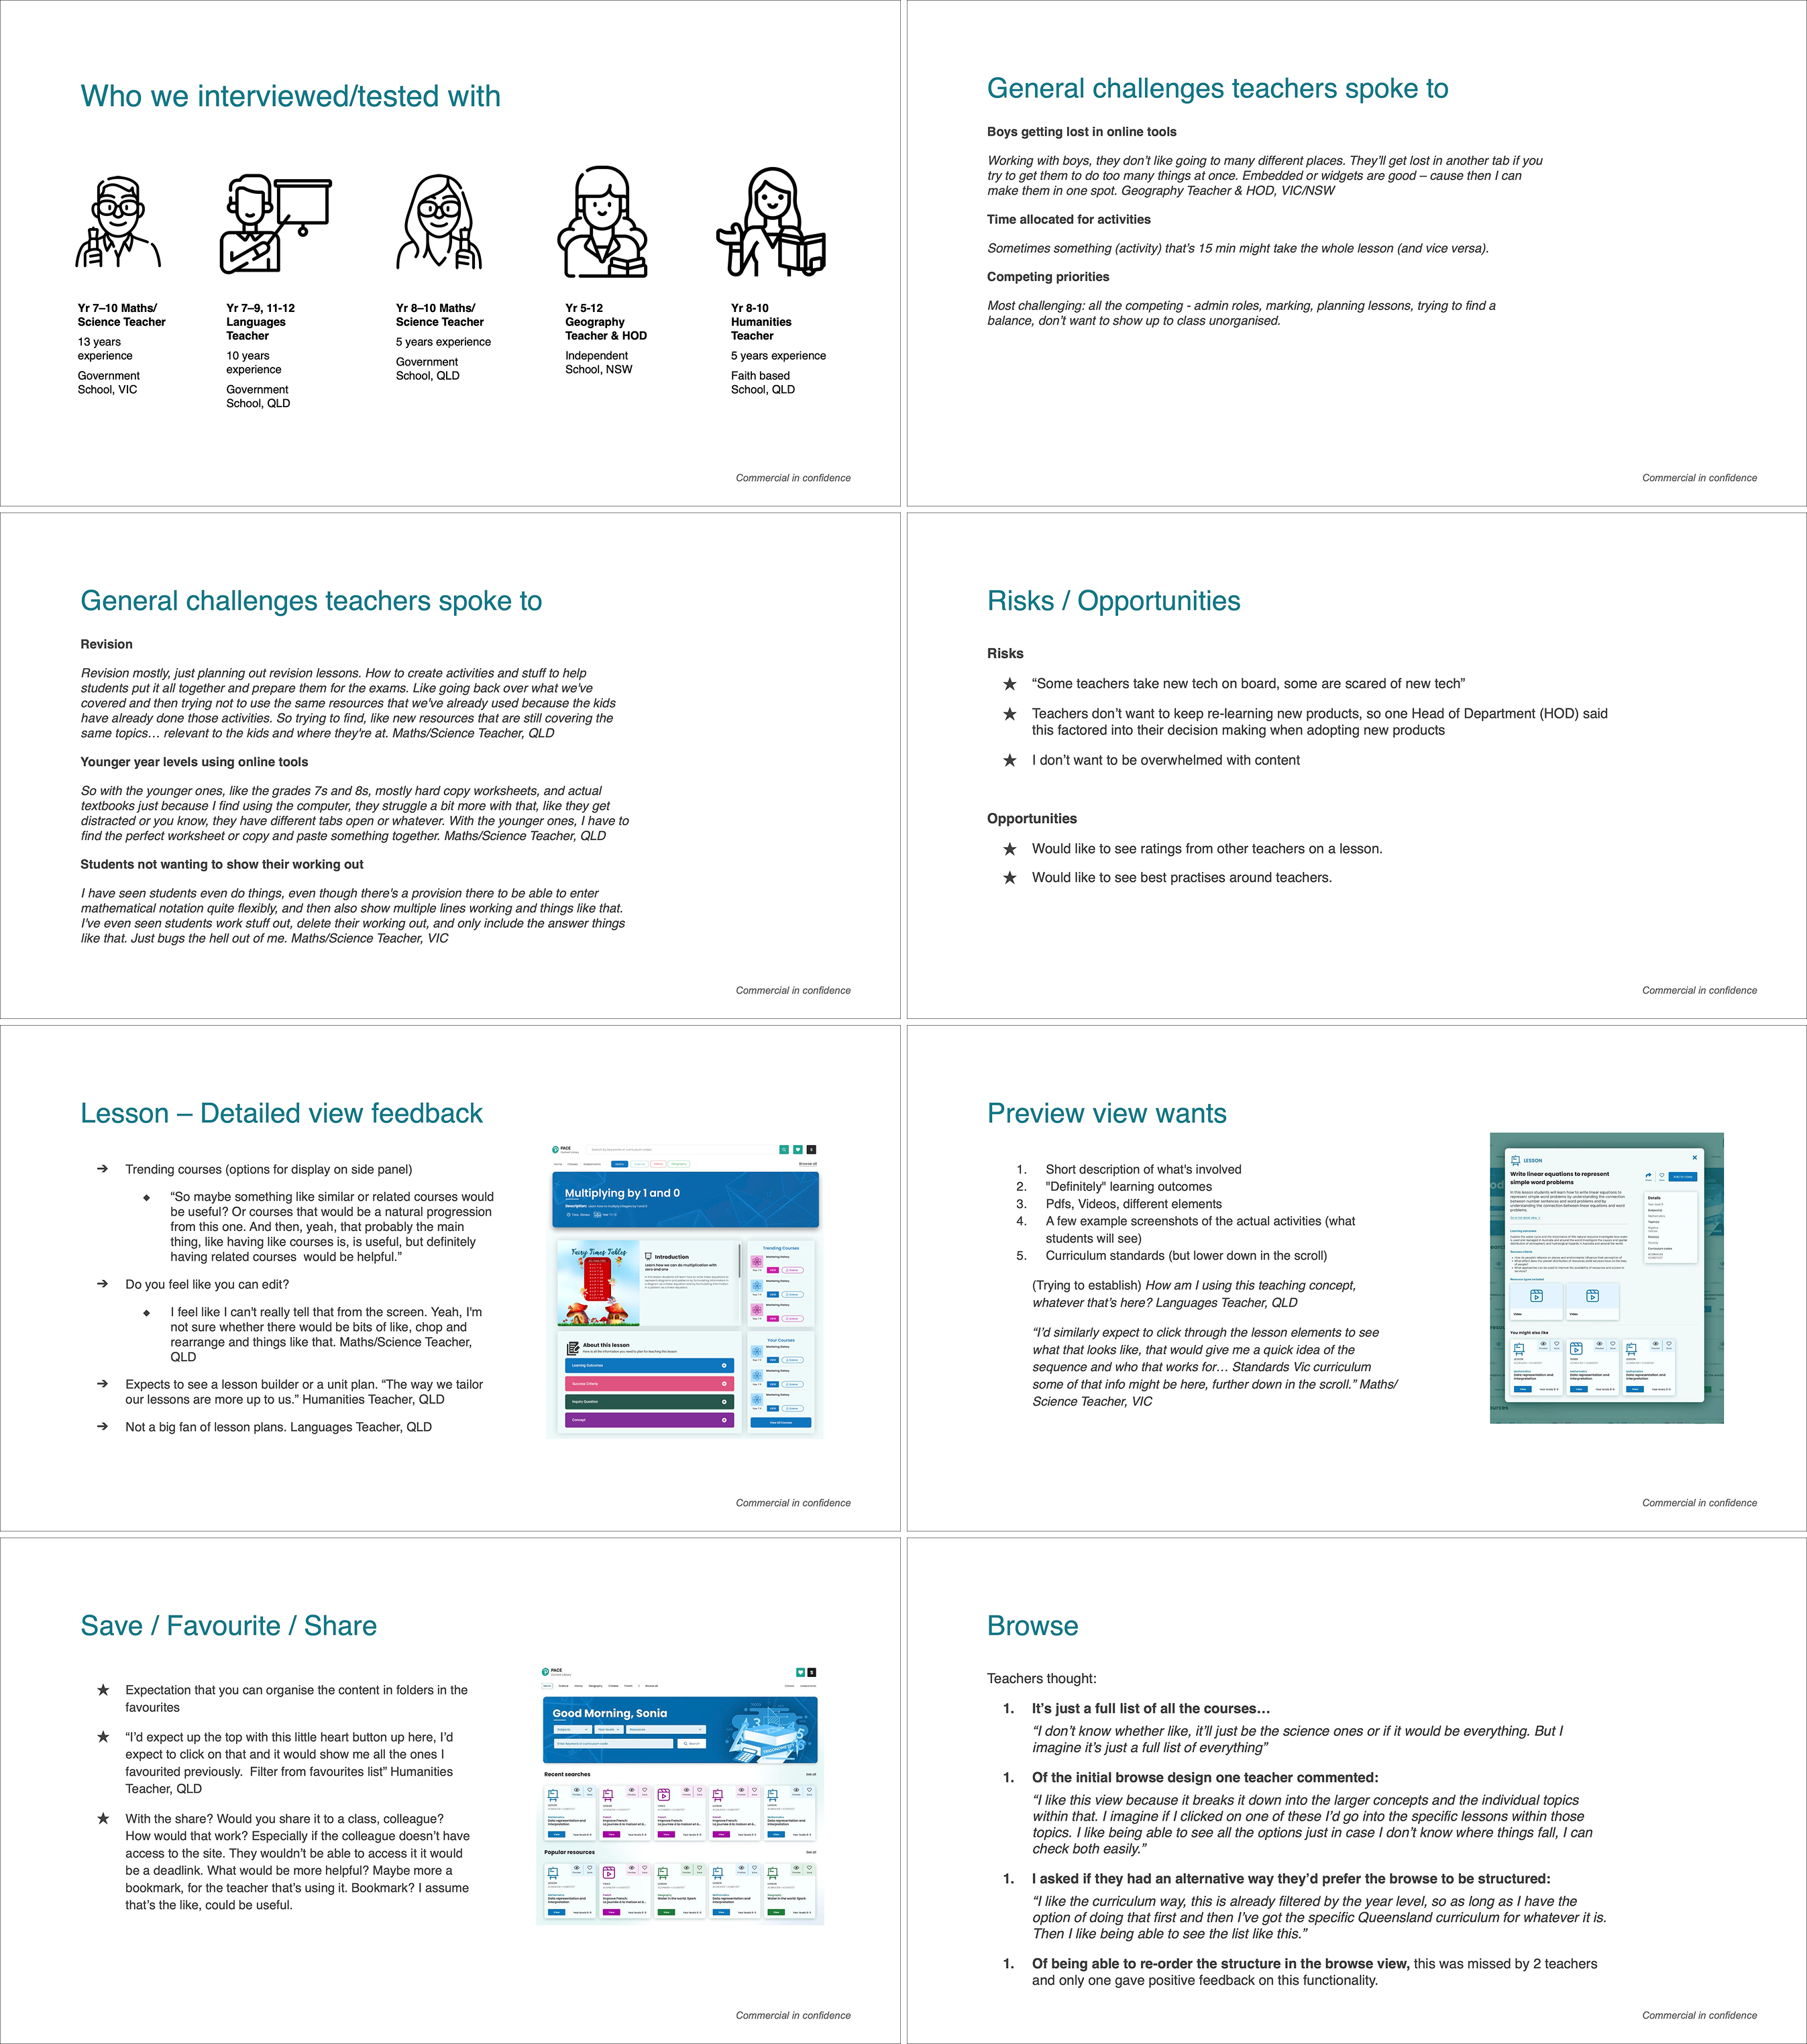 Who we interviewed/tested with
Yr 7–10 Maths/
Science Teacher
13 years
experience
Government
School, VIC
Yr 7–9, 11-12
Languages
Teacher
10 years
experience
Government
School, QLD
Yr 8–10 Maths/
Science Teacher
5 years experience
Government
School, QLD
Yr 5-12
Geography
Teacher & HOD
Independent
School, NSW
Yr 8-10
Humanities
Teacher
5 years experience
Faith based
School, QLD
Commercial in confidence
General challenges teachers spoke to
Boys getting lost in online tools
Working with boys, they don’t like going to many different places. They’ll get lost in another tab if you
try to get them to do too many things at once. Embedded or widgets are good – cause then I can
make them in one spot. Geography Teacher & HOD, VIC/NSW
Time allocated for activities
Sometimes something (activity) that’s 15 min might take the whole lesson (and vice versa).
Competing priorities
Most challenging: all the competing - admin roles, marking, planning lessons, trying to find a
balance, don’t want to show up to class unorganised.
Commercial in confidence
General challenges teachers spoke to
Revision
Revision mostly, just planning out revision lessons. How to create activities and stuff to help
students put it all together and prepare them for the exams. Like going back over what we've
covered and then trying not to use the same resources that we've already used because the kids
have already done those activities. So trying to find, like new resources that are still covering the
same topics… relevant to the kids and where they're at. Maths/Science Teacher, QLD
Younger year levels using online tools
So with the younger ones, like the grades 7s and 8s, mostly hard copy worksheets, and actual
textbooks just because I find using the computer, they struggle a bit more with that, like they get
distracted or you know, they have different tabs open or whatever. With the younger ones, I have to
find the perfect worksheet or copy and paste something together. Maths/Science Teacher, QLD
Students not wanting to show their working out
I have seen students even do things, even though there's a provision there to be able to enter
mathematical notation quite flexibly, and then also show multiple lines working and things like that.
I've even seen students work stuff out, delete their working out, and only include the answer things
like that. Just bugs the hell out of me. Maths/Science Teacher, VIC
Commercial in confidence
Risks / Opportunities
Risks
★ “Some teachers take new tech on board, some are scared of new tech”
★ Teachers don’t want to keep re-learning new products, so one Head of Department (HOD) said
this factored into their decision making when adopting new products
★ I don’t want to be overwhelmed with content
Opportunities
★ Would like to see ratings from other teachers on a lesson.
★ Would like to see best practises around teachers.
Commercial in confidence
Lesson – Detailed view feedback
➔ Trending courses (options for display on side panel)
◆ “So maybe something like similar or related courses would
be useful? Or courses that would be a natural progression
from this one. And then, yeah, that probably the main
thing, like having like courses is, is useful, but definitely
having related courses would be helpful.”
➔ Do you feel like you can edit?
◆ I feel like I can't really tell that from the screen. Yeah, I'm
not sure whether there would be bits of like, chop and
rearrange and things like that. Maths/Science Teacher,
QLD
➔ Expects to see a lesson builder or a unit plan. “The way we tailor
our lessons are more up to us.” Humanities Teacher, QLD
➔ Not a big fan of lesson plans. Languages Teacher, QLD
PACE
Multiplying by 1 and 0
Fairy Times Tables
Introduction
Learn how we can do multiplication with
zero and one
Trending Courses
About this lesson
Learning Outcomes
Success Criteria
Inquiry Question
Concept
Your Courses
View All Courses
Commercial in confidence
Preview view wants
1. Short description of what's involved
2. "Definitely" learning outcomes
3. Pdfs, Videos, different elements
4. A few example screenshots of the actual activities (what
students will see)
5. Curriculum standards (but lower down in the scroll)
(Trying to establish) How am I using this teaching concept,
whatever that’s here? Languages Teacher, QLD
“I’d similarly expect to click through the lesson elements to see
what that looks like, that would give me a quick idea of the
sequence and who that works for… Standards Vic curriculum
some of that info might be here, further down in the scroll.” Maths/
Science Teacher, VIC
LESSON
Write linear equations to represent
simple word problems
Details
Video
Video
You might also like
Commercial in confidence
Save / Favourite / Share
★ Expectation that you can organise the content in folders in the
favourites
★ “I’d expect up the top with this little heart button up here, I’d
expect to click on that and it would show me all the ones I
favourited previously. Filter from favourites list” Humanities
Teacher, QLD
★ With the share? Would you share it to a class, colleague?
How would that work? Especially if the colleague doesn’t have
access to the site. They wouldn’t be able to access it it would
be a deadlink. What would be more helpful? Maybe more a
bookmark, for the teacher that’s using it. Bookmark? I assume
that’s the like, could be useful.
PACE
Good Morning, Sonia
Search
Recent searches
See all
Popular resources
See all
Commercial in confidence
Browse
Teachers thought:
1. It’s just a full list of all the courses…
“I don’t know whether like, it’ll just be the science ones or if it would be everything. But I
imagine it’s just a full list of everything”
1. Of the initial browse design one teacher commented:
“I like this view because it breaks it down into the larger concepts and the individual topics
within that. I imagine if I clicked on one of these I’d go into the specific lessons within those
topics. I like being able to see all the options just in case I don’t know where things fall, I can
check both easily.”
1. I asked if they had an alternative way they’d prefer the browse to be structured:
“I like the curriculum way, this is already filtered by the year level, so as long as I have the
option of doing that first and then I’ve got the specific Queensland curriculum for whatever it is.
Then I like being able to see the list like this.”
1. Of being able to re-order the structure in the browse view, this was missed by 2 teachers
and only one gave positive feedback on this functionality.
Commercial in confidence